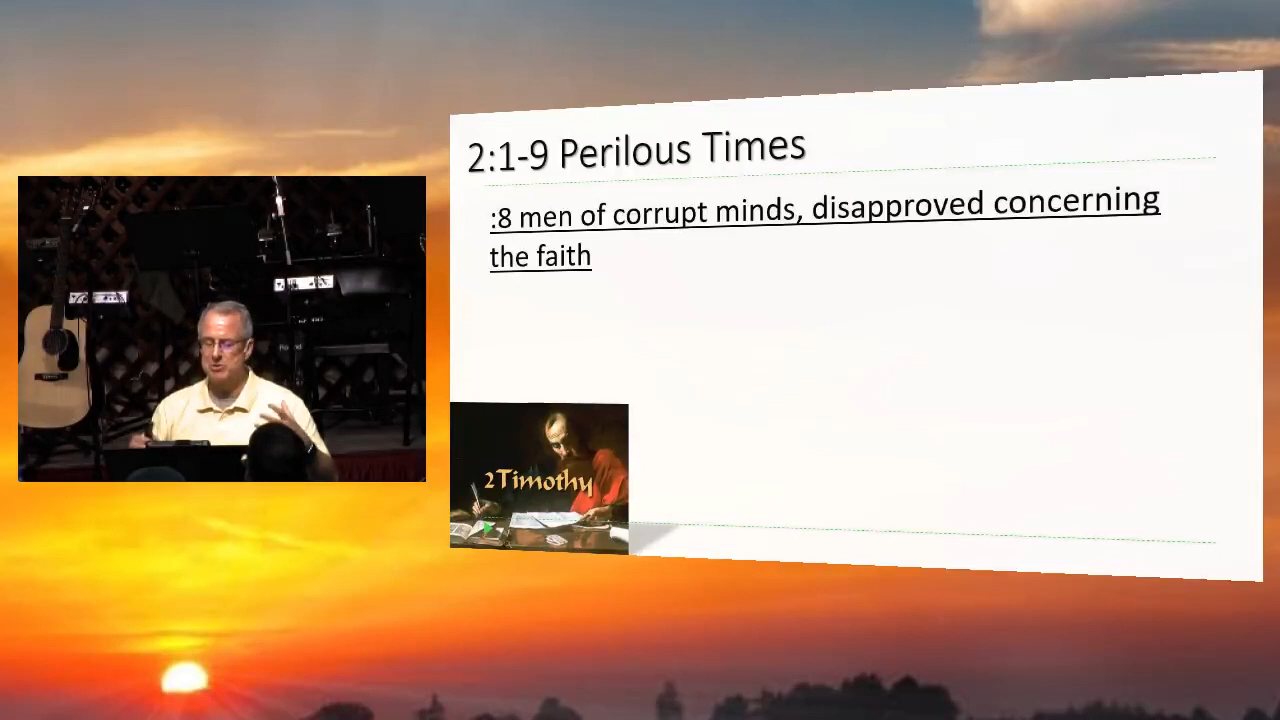 2:1-9 Perilous Times
:8 men of corrupt minds, disapproved concerning
the faith
2Timothy